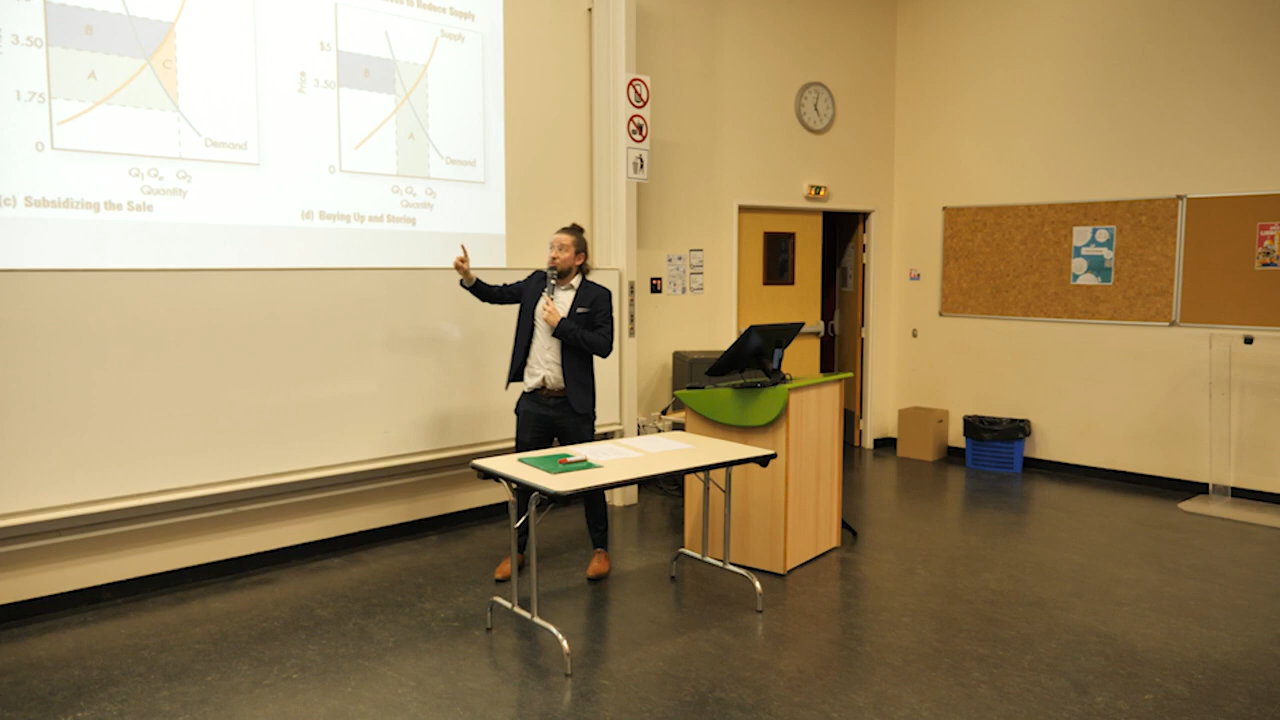 es to Reduce Supply
B
3.50
A
C
1.75
0
Demand
Q1 Qe Q2
Quantity
(c) Subsidizing the Sale
Supply
$5
Price
3.50
B
A
0
Demand
Q1 Qe Q2
Quantity
(d) Buying Up and Storing